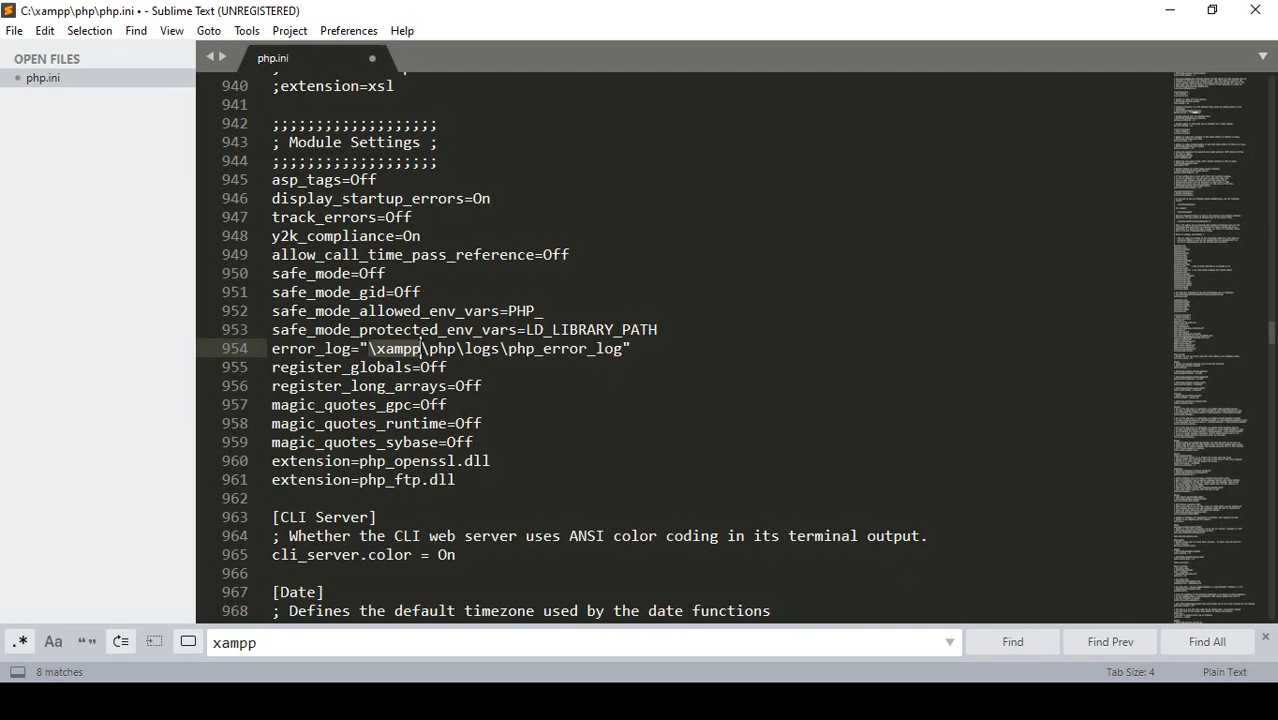 C:\xampp\php\php.ini • - Sublime Text (UNREGISTERED)
File Edit Selection Find View Goto Tools Project Preferences Help
OPEN FILES
php.ini
php.ini
940 ;extension=xsl
941
942 ;;;;;;;;;;;;;;;;;;;
943 ; Module Settings ;
944 ;;;;;;;;;;;;;;;;;;;
945 asp_tags=Off
946 display_startup_errors=On
947 track_errors=Off
948 y2k_compliance=On
949 allow_call_time_pass_reference=Off
950 safe_mode=Off
951 safe_mode_gid=Off
952 safe_mode_allowed_env_vars=PHP_
953 safe_mode_protected_env_vars=LD_LIBRARY_PATH
954 error_log="\xampp\php\logs\php_error_log"
955 register_globals=Off
956 register_long_arrays=Off
957 magic_quotes_gpc=Off
958 magic_quotes_runtime=Off
959 magic_quotes_sybase=Off
960 extension=php_openssl.dll
961 extension=php_ftp.dll
962
963 [CLI Server]
964 ; Whether the CLI web server uses ANSI color coding in its terminal output.
965 cli_server.color = On
966
967 [Date]
968 ; Defines the default timezone used by the date functions
.* Aa “” xampp Find Find Prev Find All
8 matches Tab Size: 4 Plain Text